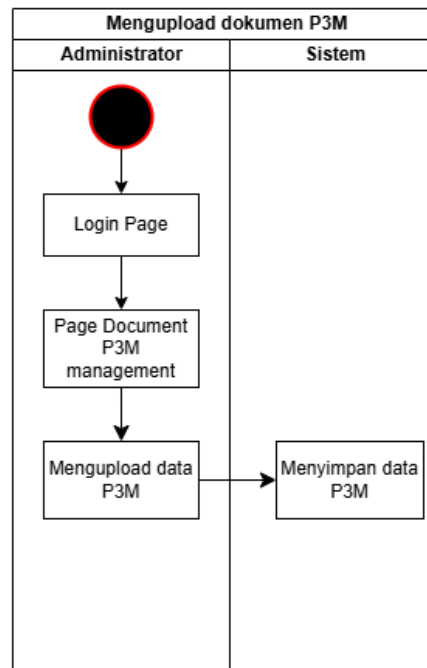 Mengupload dokumen P3M
Administrator
Sistem
Login Page
Page Document
P3M
management
Mengupload data
P3M
Menyimpan data
P3M